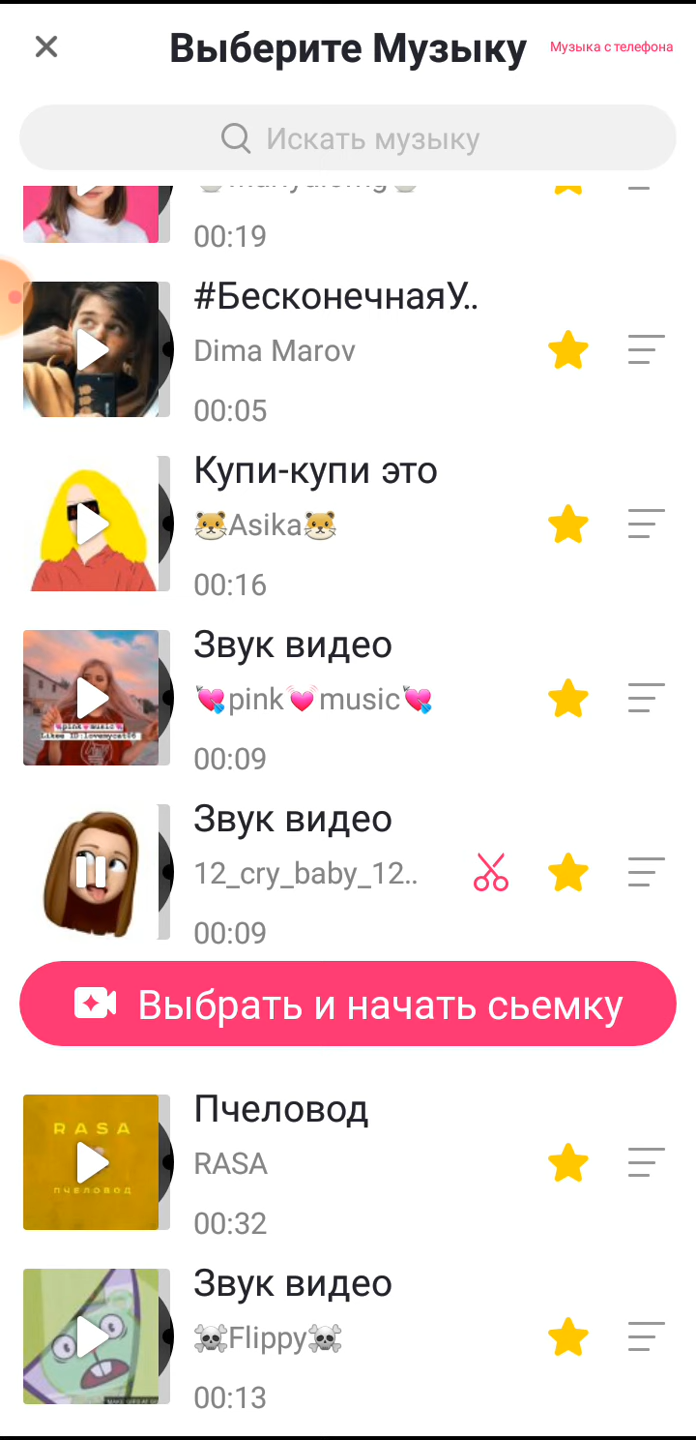 Выберите Музыку
Музыка с телефона
Искать музыку
00:19
#БесконечнаяУ..
Dima Marov
00:05
Купи-купи это
🐹Asika🐹
00:16
Звук видео
💘pink💓music💘
00:09
Звук видео
12_cry_baby_12..
00:09
Выбрать и начать сьемку
RASA
ПЧЕЛОВОД
Пчеловод
RASA
00:32
Звук видео
☠Flippy☠
00:13